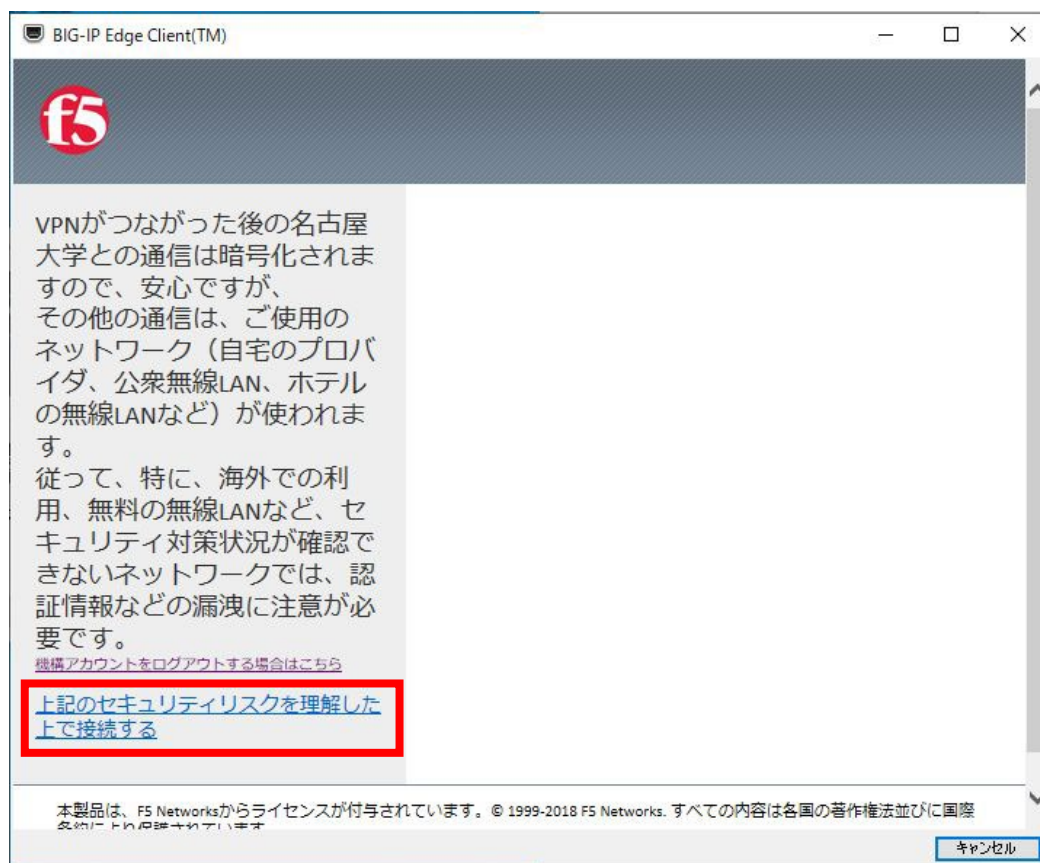 BIG-IP Edge Client(TM)
f5
VPNがつながった後の名古屋
大学との通信は暗号化されま
すので、安心ですが、
その他の通信は、ご使用の
ネットワーク（自宅のプロバ
イダ、公衆無線LAN、ホテル
の無線LANなど）が使われま
す。
従って、特に、海外での利
用、無料の無線LANなど、セ
キュリティ対策状況が確認で
きないネットワークでは、認
証情報などの漏洩に注意が必
要です。
機構アカウントをログアウトする場合はこちら
上記のセキュリティリスクを理解した
上で接続する
本製品は、F5 Networksからライセンスが付与されています。© 1999-2018 F5 Networks. すべての内容は各国の著作権法並びに国際
条約により保護されています
キャンセル